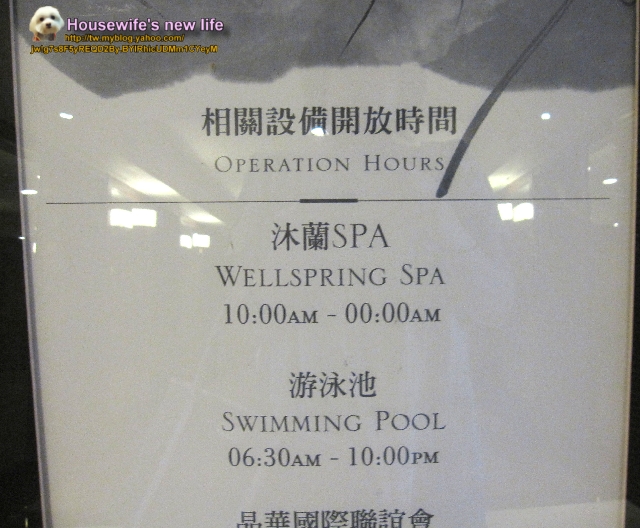 Housewife's new life
http://tw.myblog.yahoo.com/
相關設備開放時間
OPERATION HOURS
沐蘭SPA
WELLSPRING SPA
10:00AM - 00:00AM
游泳池
SWIMMING POOL
06:30AM - 10:00PM
晶華國際聯誼會